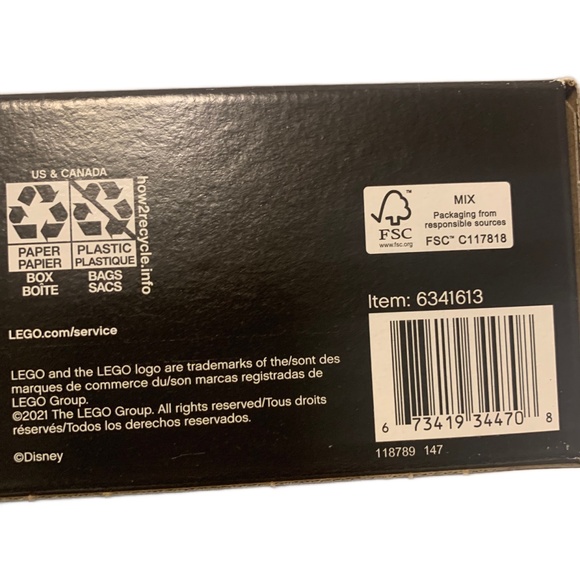 US & CANADA
PAPER
PAPIER
BOX
BOÎTE
PLASTIC
PLASTIQUE
BAGS
SACS
how2recycle.info
FSC™
www.fsc.org
MIX
Packaging from
responsible sources
FSC™ C117818
Item: 6341613
LEGO.com/service
LEGO and the LEGO logo are trademarks of the/sont des
marques de commerce du/son marcas registradas de
LEGO Group.
©2021 The LEGO Group. All rights reserved/Tous droits
réservés/Todos los derechos reservados.
©Disney
6 73419 34470 8
118789 147